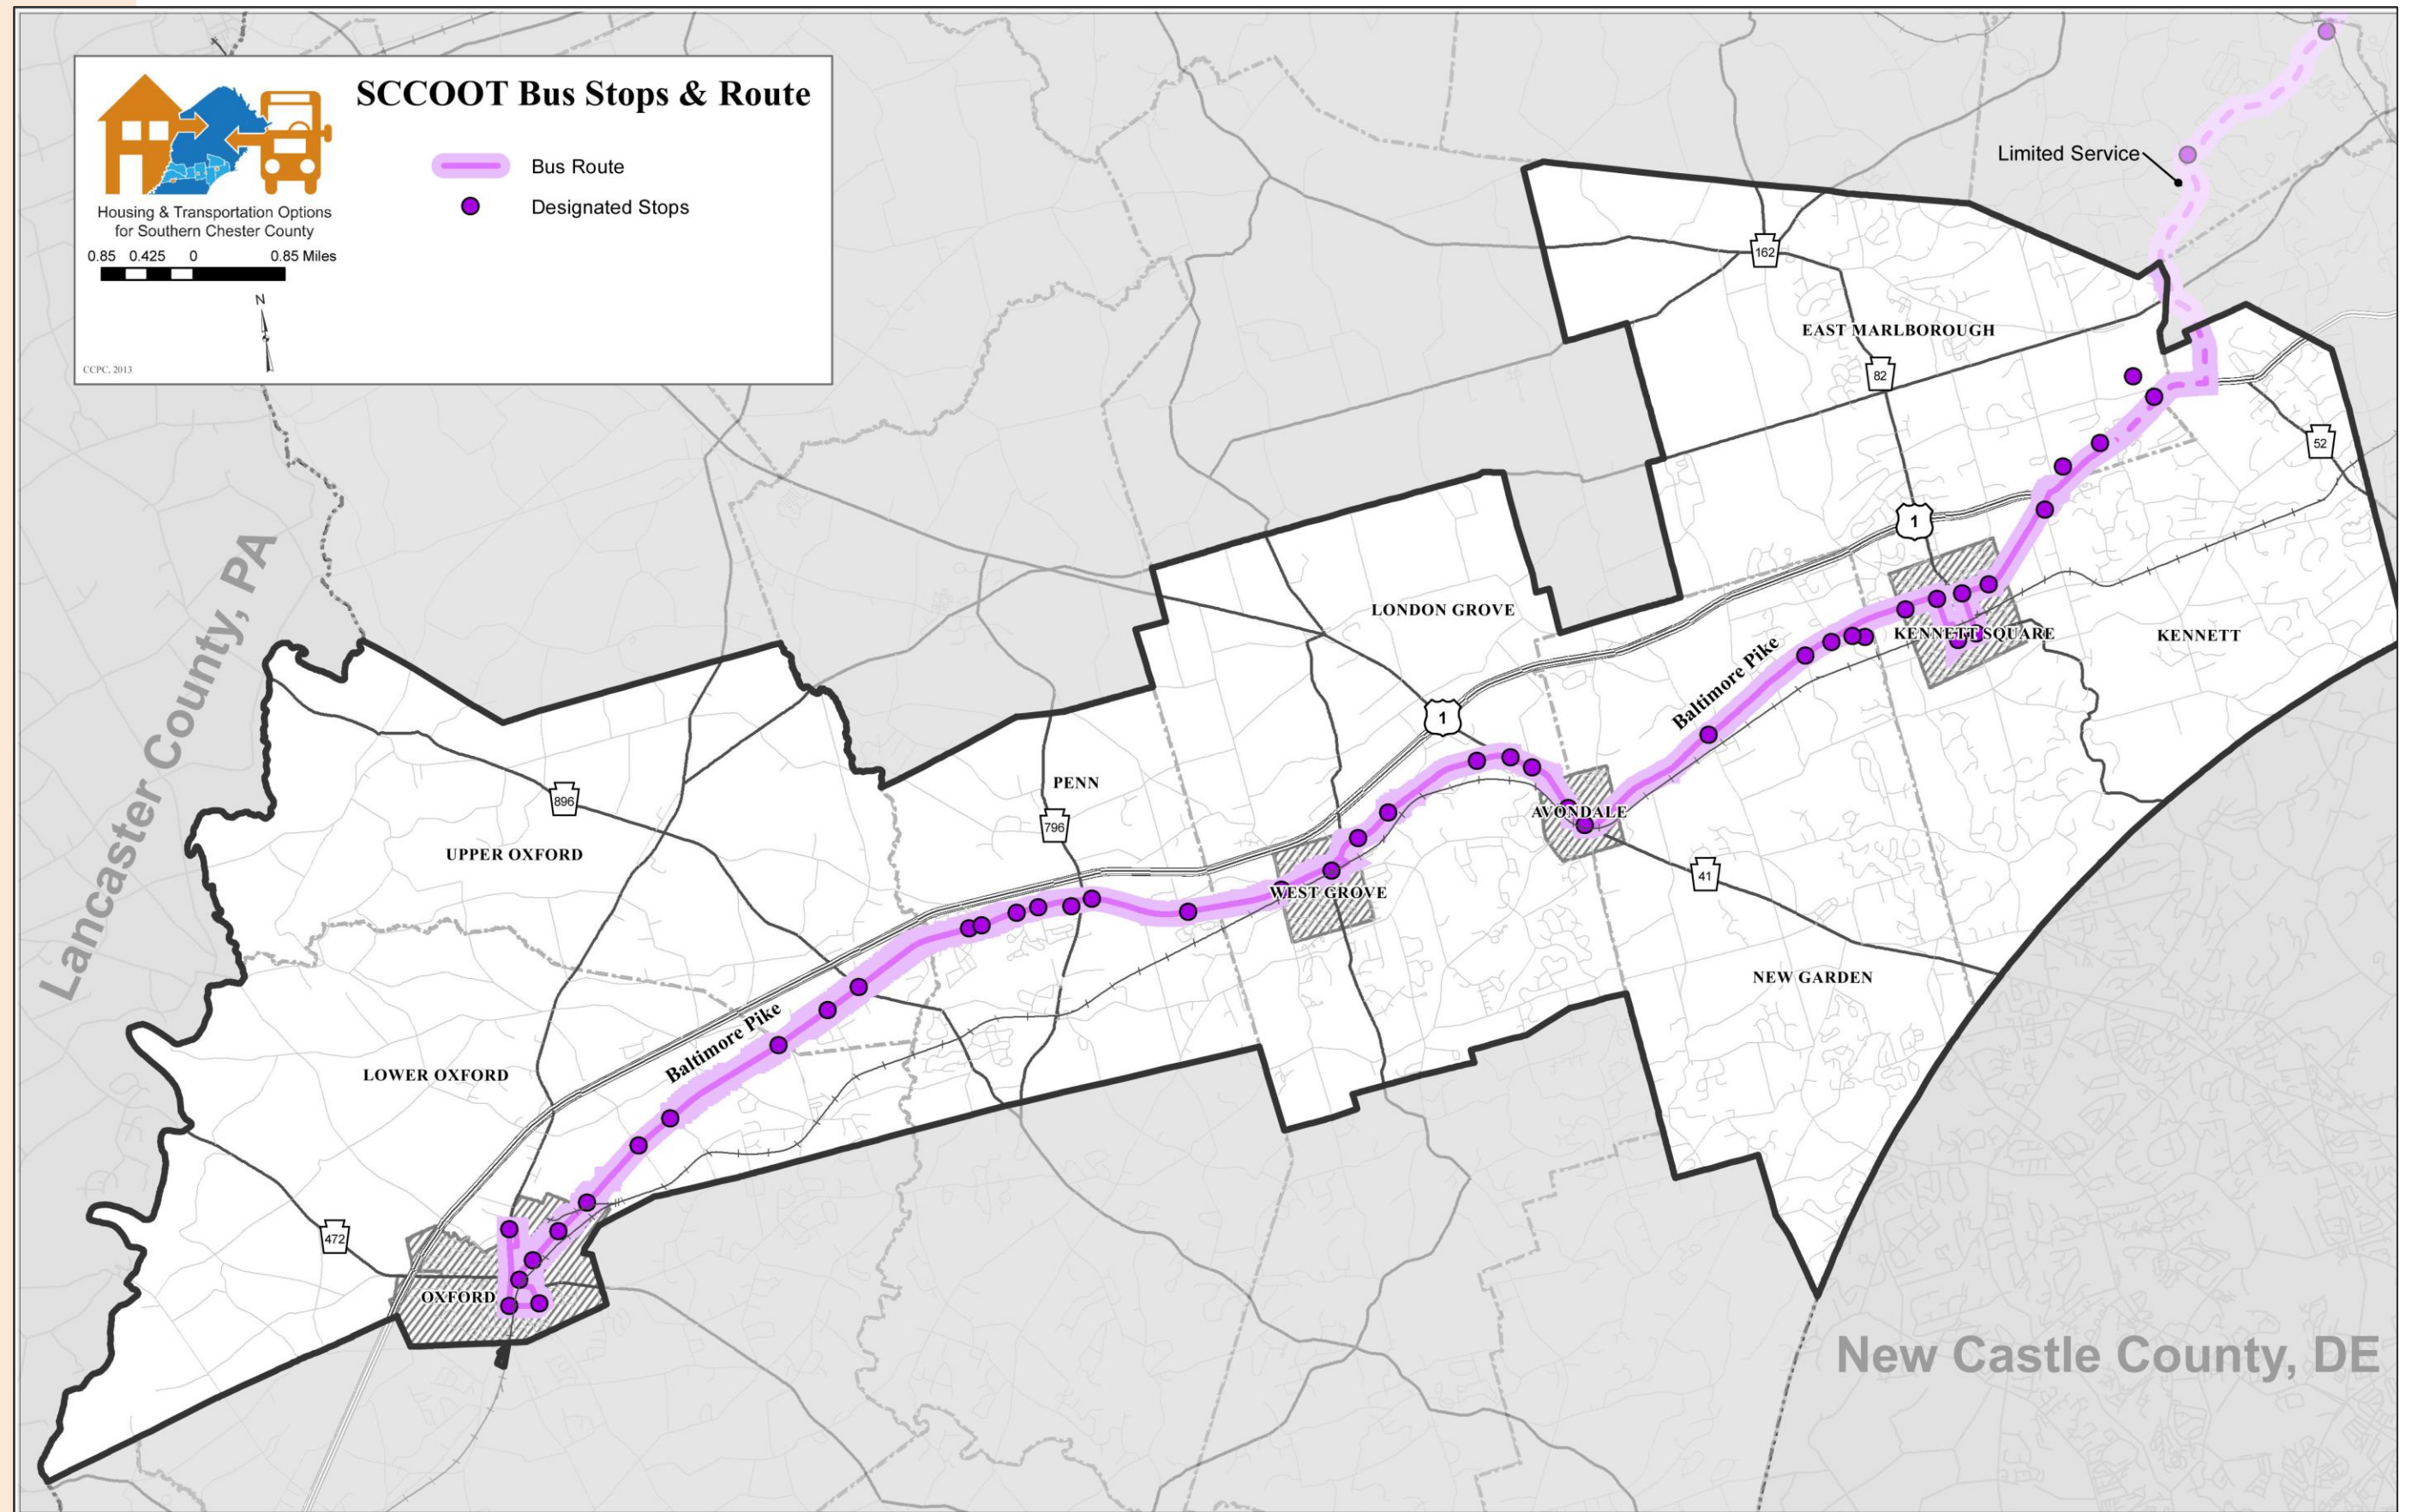 SCCOOT Bus Stops & Route
Bus Route
Designated Stops
Housing & Transportation Options
for Southern Chester County
0.85 0.425 0 0.85 Miles
N
CCPC, 2013
Limited Service
162
EAST MARLBOROUGH
82
52
1
Lancaster County, PA
LONDON GROVE
KENNETT SQUARE
KENNETT
Baltimore Pike
1
PENN
896
796
AVONDALE
UPPER OXFORD
41
WEST GROVE
NEW GARDEN
Baltimore Pike
LOWER OXFORD
472
OXFORD
New Castle County, DE